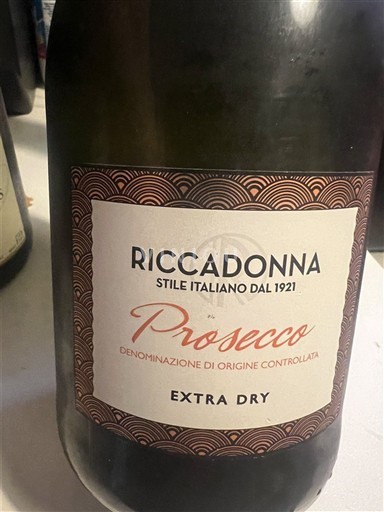 RICCADONNA
STILE ITALIANO DAL 1921
Prosecco
DENOMINAZIONE DI ORIGINE CONTROLLATA
EXTRA DRY